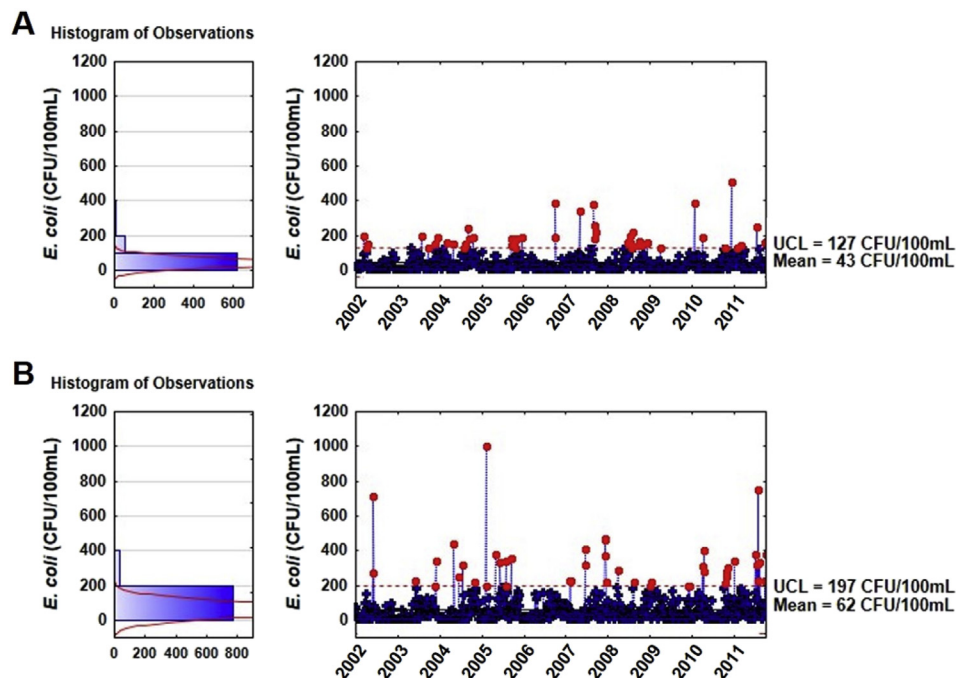 A
Histogram of Observations
E. coli (CFU/100mL)
1200
1000
800
600
400
200
0
0 200 400 600
E. coli (CFU/100mL)
1200
1000
800
600
400
200
0
2002 2003 2004 2005 2006 2007 2008 2009 2010 2011
UCL = 127 CFU/100mL
Mean = 43 CFU/100mL
B
Histogram of Observations
E. coli (CFU/100mL)
1200
1000
800
600
400
200
0
0 200 400 600 800
E. coli (CFU/100mL)
1200
1000
800
600
400
200
0
2002 2003 2004 2005 2006 2007 2008 2009 2010 2011
UCL = 197 CFU/100mL
Mean = 62 CFU/100mL